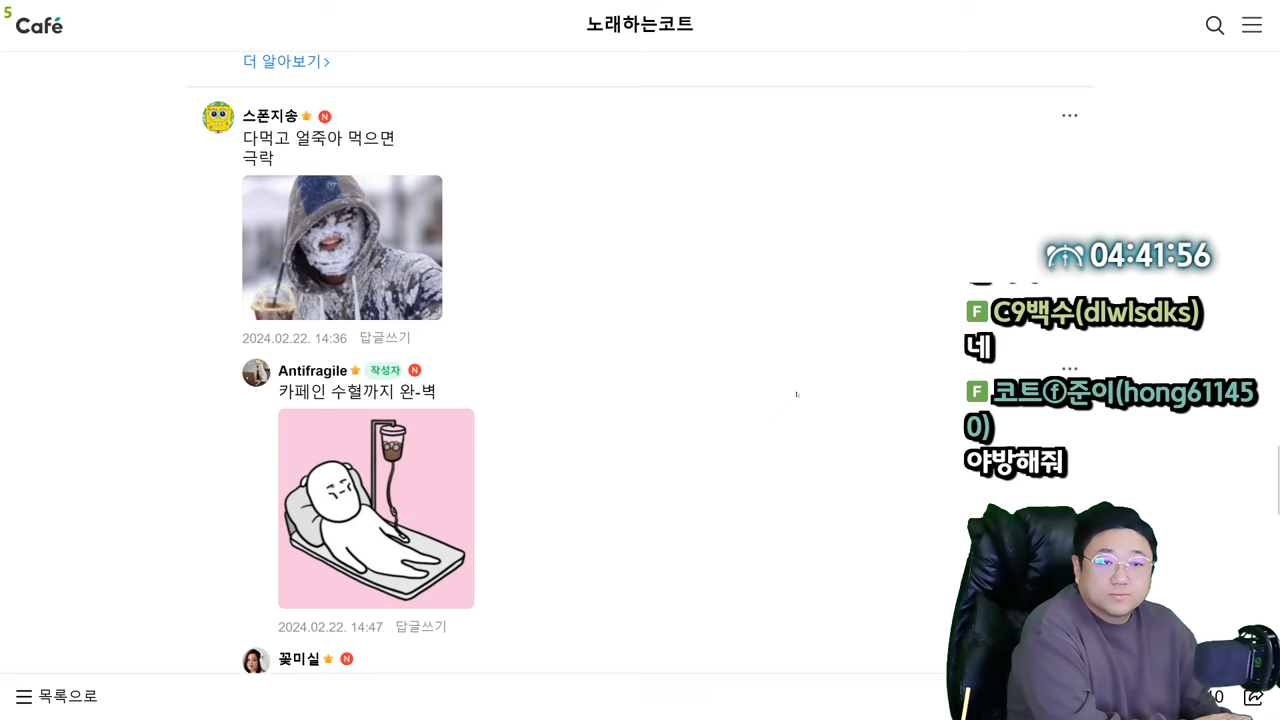 5
Café
노래하는코트
더 알아보기
스폰지송 N
다먹고 얼죽아 먹으면
극락
2024.02.22. 14:36 답글쓰기
Antifragile 작성자 N
카페인 수혈까지 완-벽
2024.02.22. 14:47 답글쓰기
꽃미실 N
목록으로
04:41:56
F C9백수(dlwlsdks)
네
F 코트ⓕ준이(hong61145
0)
야방해줘